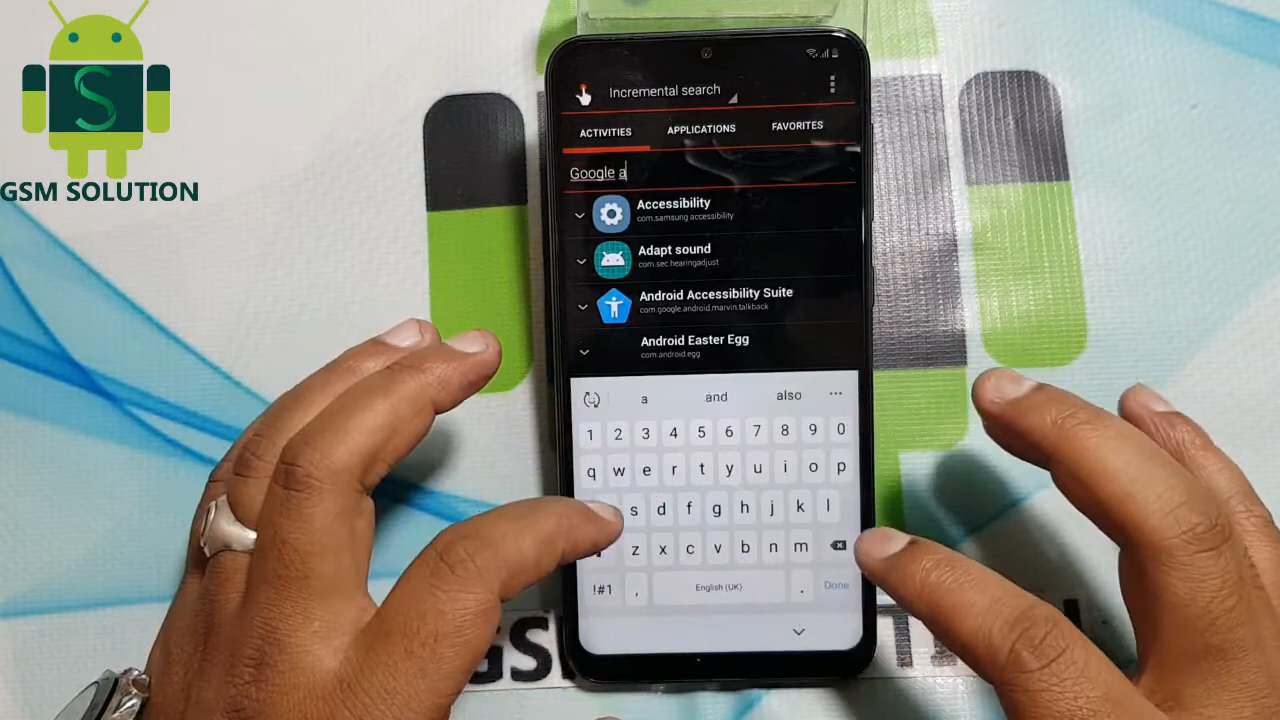 S
GSM SOLUTION
Incremental search
ACTIVITIES
APPLICATIONS
FAVORITES
Google a
Accessibility
com.samsung.accessibility
Adapt sound
com.sec.hearingadjust
Android Accessibility Suite
com.google.android.marvin.talkback
Android Easter Egg
com.android.egg
a and also ...
1 2 3 4 5 6 7 8 9 0
q w e r t y u i o p
s d f g h j k l
z x c v b n m
!#1 , English (UK) . Done
GS